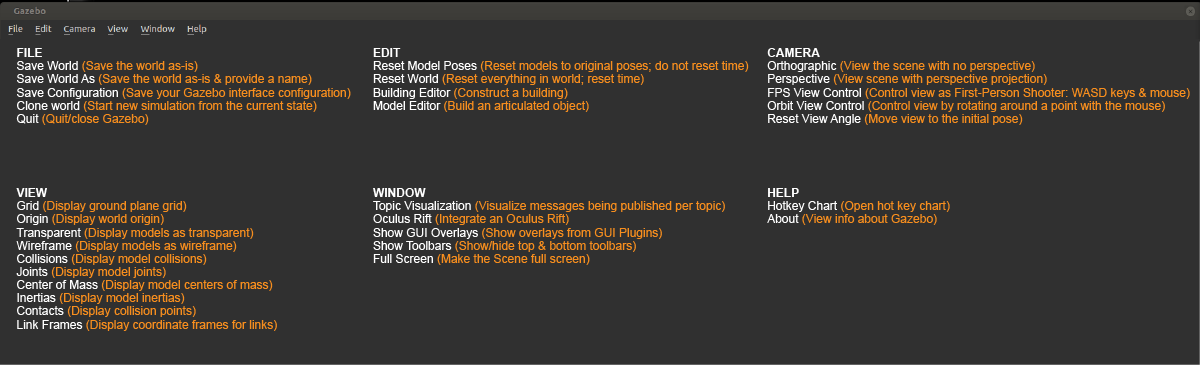 Gazebo
File Edit Camera View Window Help
FILE
Save World (Save the world as-is)
Save World As (Save the world as-is & provide a name)
Save Configuration (Save your Gazebo interface configuration)
Clone world (Start new simulation from the current state)
Quit (Quit/close Gazebo)
EDIT
Reset Model Poses (Reset models to original poses; do not reset time)
Reset World (Reset everything in world; reset time)
Building Editor (Construct a building)
Model Editor (Build an articulated object)
CAMERA
Orthographic (View the scene with no perspective)
Perspective (View scene with perspective projection)
FPS View Control (Control view as First-Person Shooter: WASD keys & mouse)
Orbit View Control (Control view by rotating around a point with the mouse)
Reset View Angle (Move view to the initial pose)
VIEW
Grid (Display ground plane grid)
Origin (Display world origin)
Transparent (Display models as transparent)
Wireframe (Display models as wireframe)
Collisions (Display model collisions)
Joints (Display model joints)
Center of Mass (Display model centers of mass)
Inertias (Display model inertias)
Contacts (Display collision points)
Link Frames (Display coordinate frames for links)
WINDOW
Topic Visualization (Visualize messages being published per topic)
Oculus Rift (Integrate an Oculus Rift)
Show GUI Overlays (Show overlays from GUI Plugins)
Show Toolbars (Show/hide top & bottom toolbars)
Full Screen (Make the Scene full screen)
HELP
Hotkey Chart (Open hot key chart)
About (View info about Gazebo)